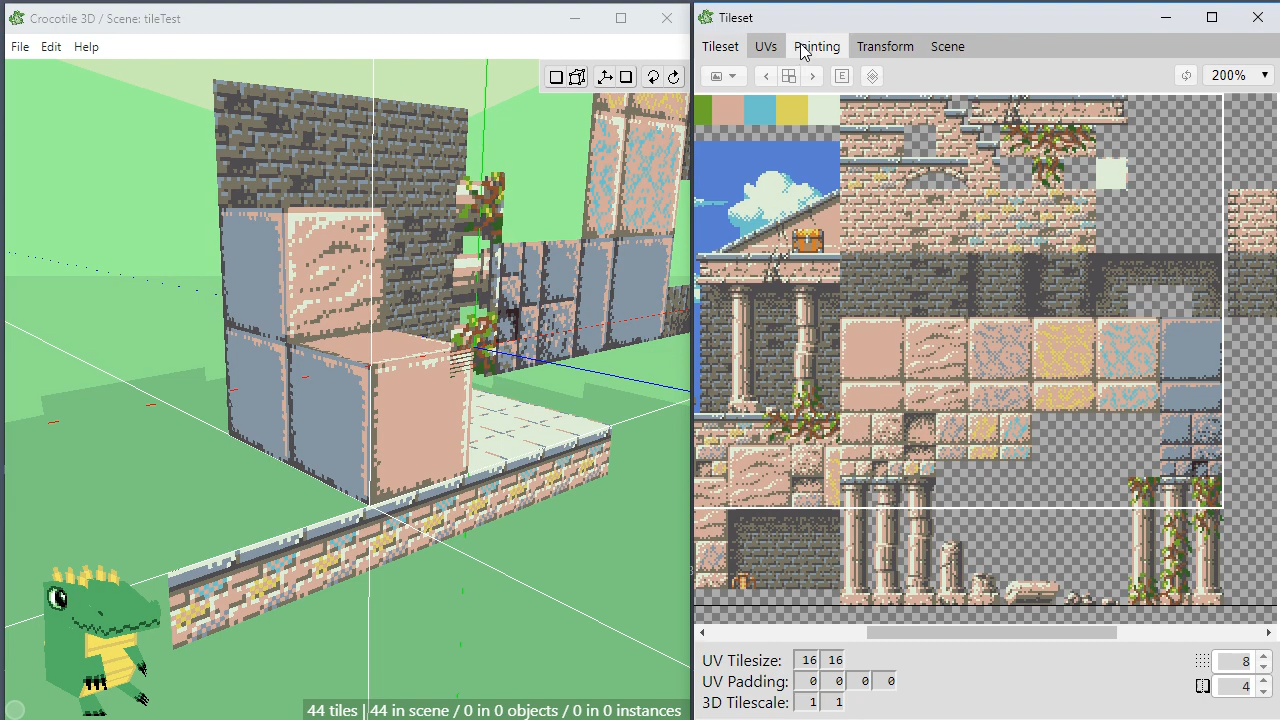 Crocotile 3D / Scene: tileTest
File Edit Help
44 tiles | 44 in scene / 0 in 0 objects / 0 in 0 instances
Tileset
Tileset UVs Painting Transform Scene
E 200%
UV Tilesize: 16 16
8
UV Padding: 0 0 0 0
4
3D Tilescale: 1 1